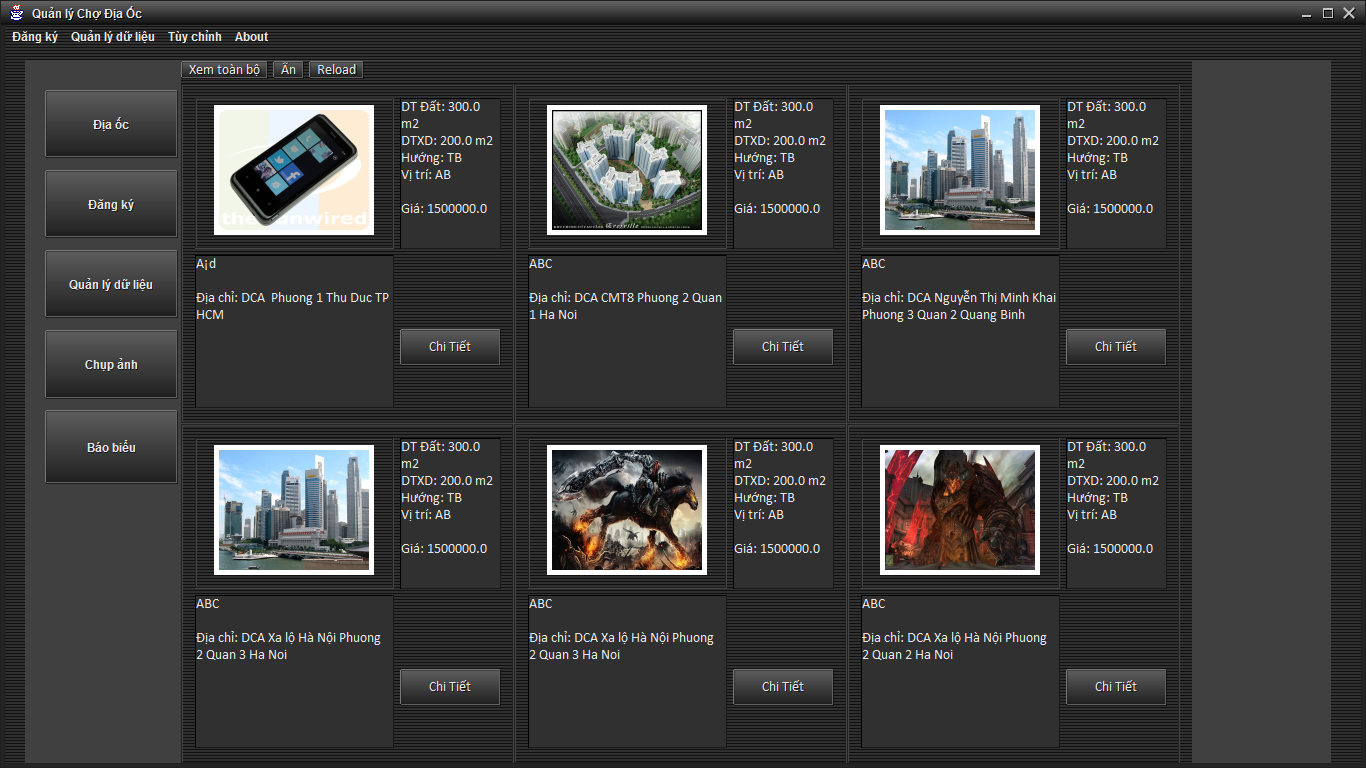 Quản lý Chợ Địa Ốc
Đăng ký Quản lý dữ liệu Tùy chỉnh About
Xem toàn bộ Ẩn Reload
Địa ốc
Đăng ký
Quản lý dữ liệu
Chụp ảnh
Báo biểu
the unwired
DT Đất: 300.0
m2
DTXD: 200.0 m2
Hướng: TB
Vị trí: AB
Giá: 1500000.0
A¡d
Địa chỉ: DCA  Phuong 1 Thu Duc TP
HCM
Chi Tiết
DT Đất: 300.0
m2
DTXD: 200.0 m2
Hướng: TB
Vị trí: AB
Giá: 1500000.0
ABC
Địa chỉ: DCA CMT8 Phuong 2 Quan
1 Ha Noi
Chi Tiết
DT Đất: 300.0
m2
DTXD: 200.0 m2
Hướng: TB
Vị trí: AB
Giá: 1500000.0
ABC
Địa chỉ: DCA Nguyễn Thị Minh Khai
Phuong 3 Quan 2 Quang Binh
Chi Tiết
DT Đất: 300.0
m2
DTXD: 200.0 m2
Hướng: TB
Vị trí: AB
Giá: 1500000.0
ABC
Địa chỉ: DCA Xa lộ Hà Nội Phuong
2 Quan 3 Ha Noi
Chi Tiết
DT Đất: 300.0
m2
DTXD: 200.0 m2
Hướng: TB
Vị trí: AB
Giá: 1500000.0
ABC
Địa chỉ: DCA Xa lộ Hà Nội Phuong
2 Quan 3 Ha Noi
Chi Tiết
DT Đất: 300.0
m2
DTXD: 200.0 m2
Hướng: TB
Vị trí: AB
Giá: 1500000.0
ABC
Địa chỉ: DCA Xa lộ Hà Nội Phuong
2 Quan 2 Ha Noi
Chi Tiết